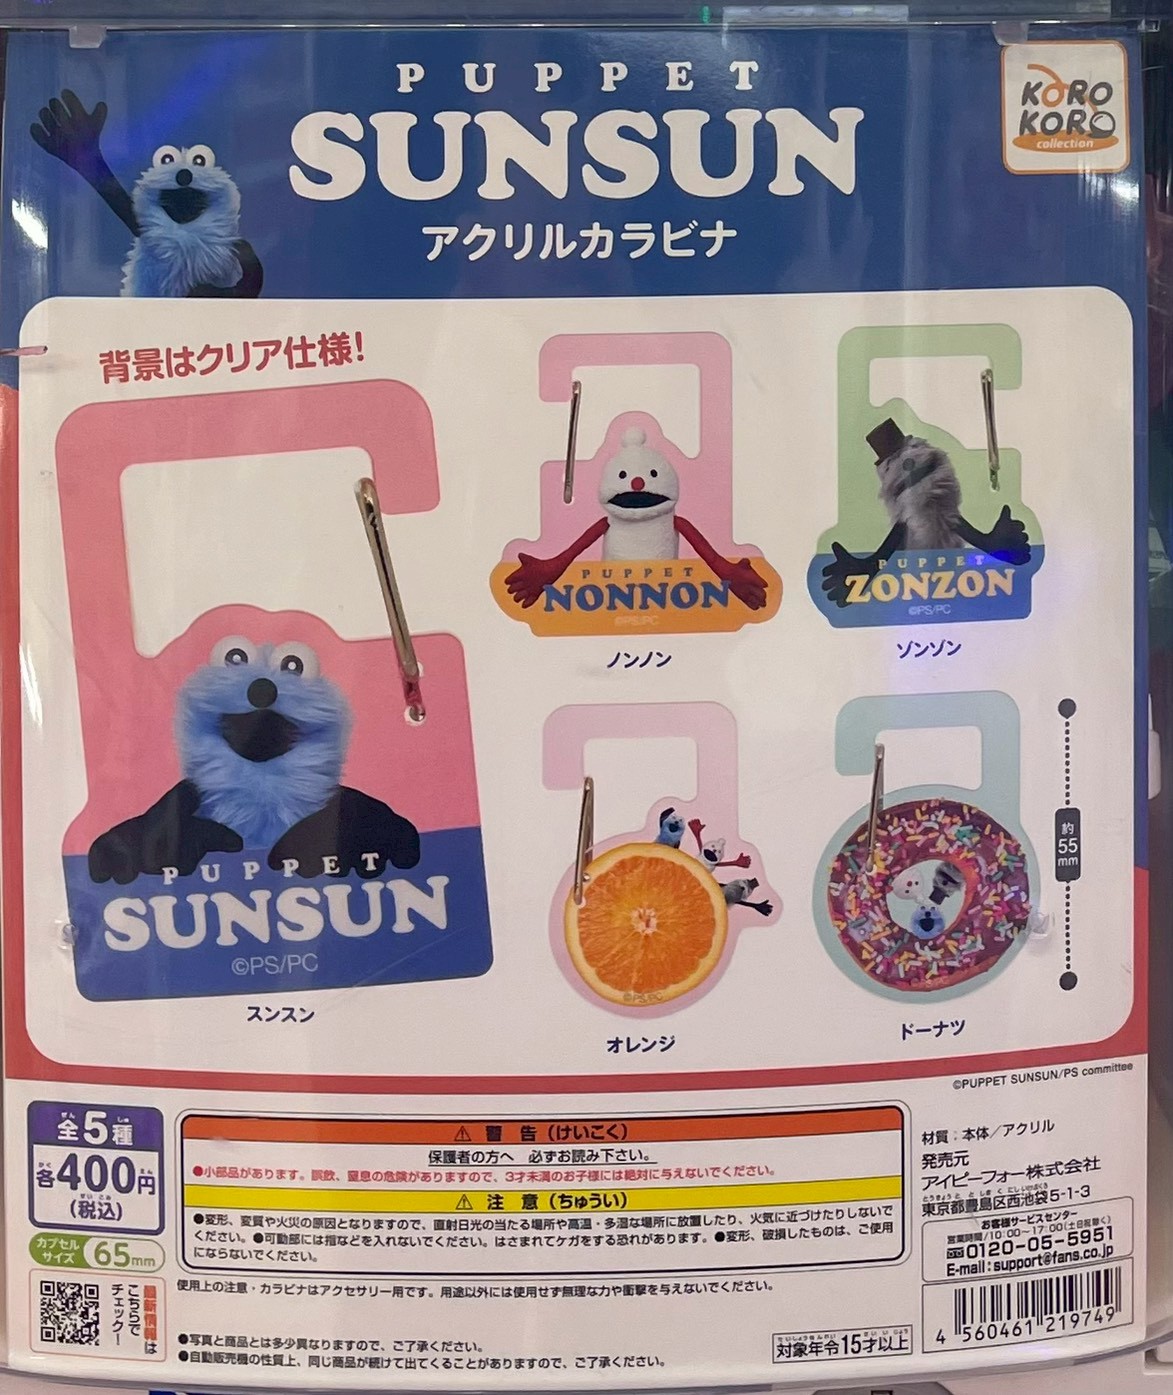 PUPPET
SUNSUN
アクリルカラビナ
KORO
KORO
collection
背景はクリア仕様!
PUPPET
SUNSUN
©PS/PC
スンスン
PUPPET
NONNON
©PS/PC
ノンノン
PUPPET
ZONZON
©PS/PC
ゾンゾン
©PS/PC
オレンジ
ドーナツ
約
55
mm
©PUPPET SUNSUN/PS committee
全5種
各400円
(税込)
カプセル
サイズ
65mm
最新情報は
こちらで
チェック!
⚠ 警 告(けいこく)
保護者の方へ 必ずお読み下さい。
●小部品があります。誤飲、窒息の危険がありますので、3才未満のお子様には絶対に与えないでください。
⚠ 注 意(ちゅうい)
●変形、変質や火災の原因となりますので、直射日光の当たる場所や高温・多湿な場所に放置したり、火気に近づけたりしないで
ください。●可動部には指などを入れないでください。はさまれてケガをする恐れがあります。●変形、破損したものは、ご使用
にならないでください。
使用上の注意・カラビナはアクセサリー用です。用途以外には使用せず無理な力や衝撃を与えないでください。
●写真と商品とは多少異なりますので、ご了承ください。
●自動販売機の性質上、同じ商品が続けて出てくることがありますので、ご了承ください。
対象年令15才以上
材質:本体/アクリル
発売元
アイピーフォー株式会社
東京都豊島区西池袋5-1-3
お客様サービスセンター
営業時間/10:00~17:00(土日祝除く)
0120-05-5951
E-mail:support@fans.co.jp
4 560461 219749